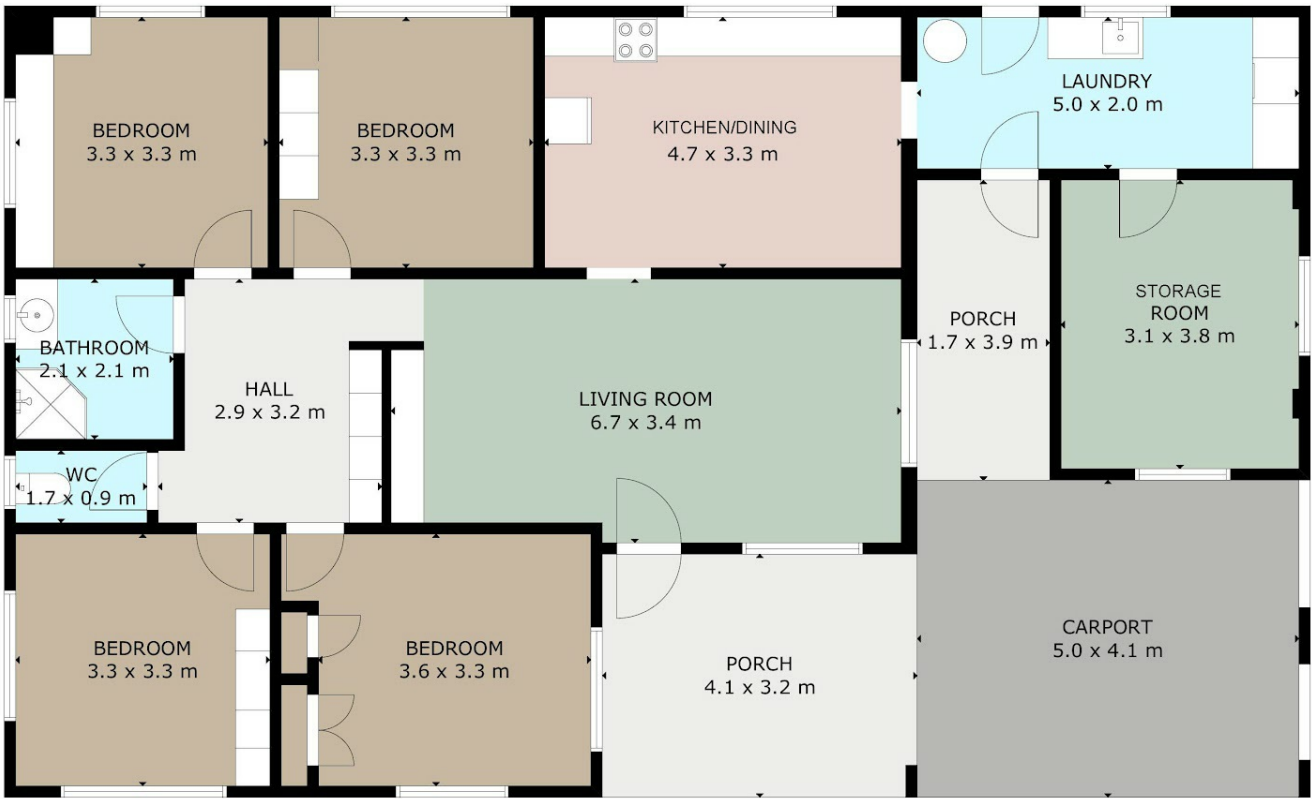 BEDROOM
3.3 x 3.3 m
BEDROOM
3.3 x 3.3 m
KITCHEN/DINING
4.7 x 3.3 m
LAUNDRY
5.0 x 2.0 m
BATHROOM
2.1 x 2.1 m
HALL
2.9 x 3.2 m
LIVING ROOM
6.7 x 3.4 m
PORCH
1.7 x 3.9 m
STORAGE
ROOM
3.1 x 3.8 m
WC
1.7 x 0.9 m
BEDROOM
3.3 x 3.3 m
BEDROOM
3.6 x 3.3 m
PORCH
4.1 x 3.2 m
CARPORT
5.0 x 4.1 m